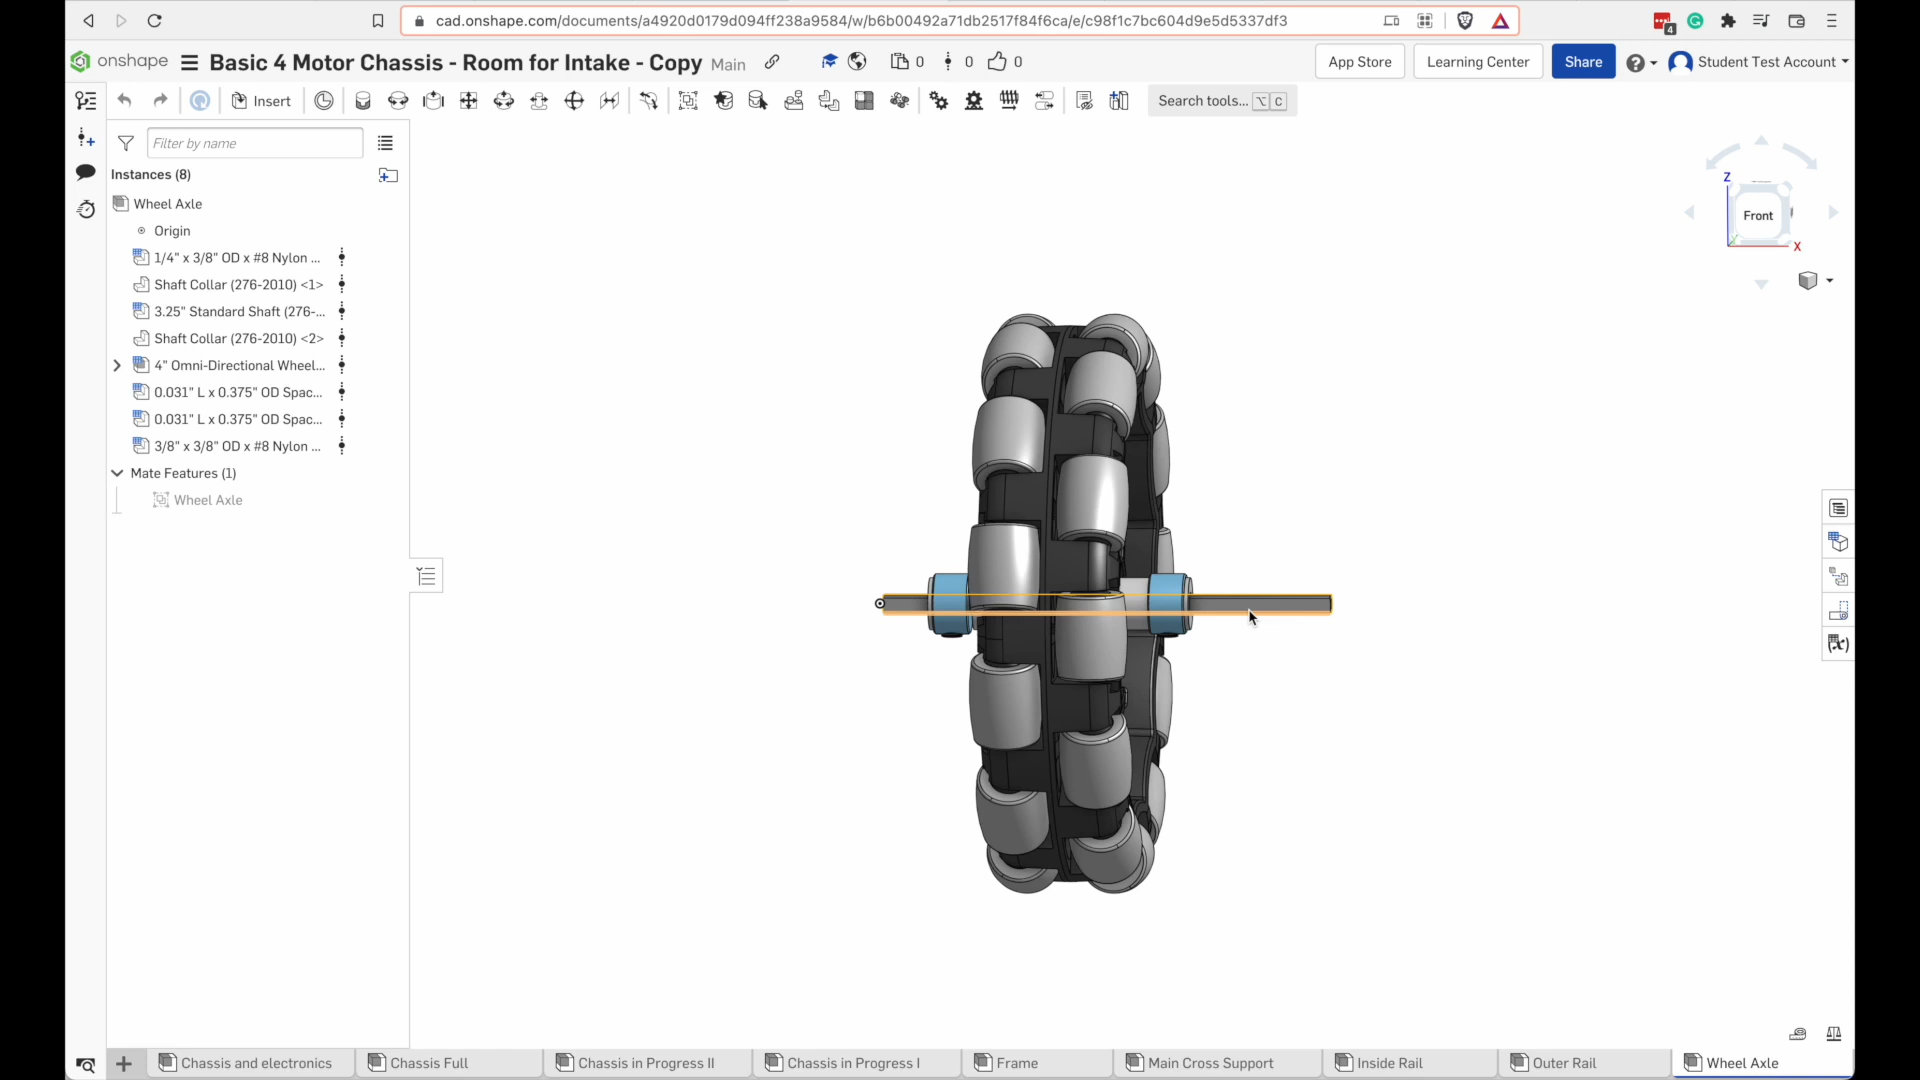 cad.onshape.com/documents/a4920d0179d094ff238a9584/w/b6b00492a71db2517f84f6ca/e/c98f1c7bc604d9e5d5337df3
4
onshape
Basic 4 Motor Chassis - Room for Intake - Copy Main
0 0 0
App Store
Learning Center
Share
Student Test Account
Insert
Search tools... ⌥ C
Filter by name
Instances (8)
Wheel Axle
Origin
1/4" x 3/8" OD x #8 Nylon ...
Shaft Collar (276-2010) <1>
3.25" Standard Shaft (276-...
Shaft Collar (276-2010) <2>
4" Omni-Directional Wheel...
0.031" L x 0.375" OD Spac...
0.031" L x 0.375" OD Spac...
3/8" x 3/8" OD x #8 Nylon ...
Mate Features (1)
Wheel Axle
Z
Front
X
(x)
Chassis and electronics
Chassis Full
Chassis in Progress II
Chassis in Progress I
Frame
Main Cross Support
Inside Rail
Outer Rail
Wheel Axle